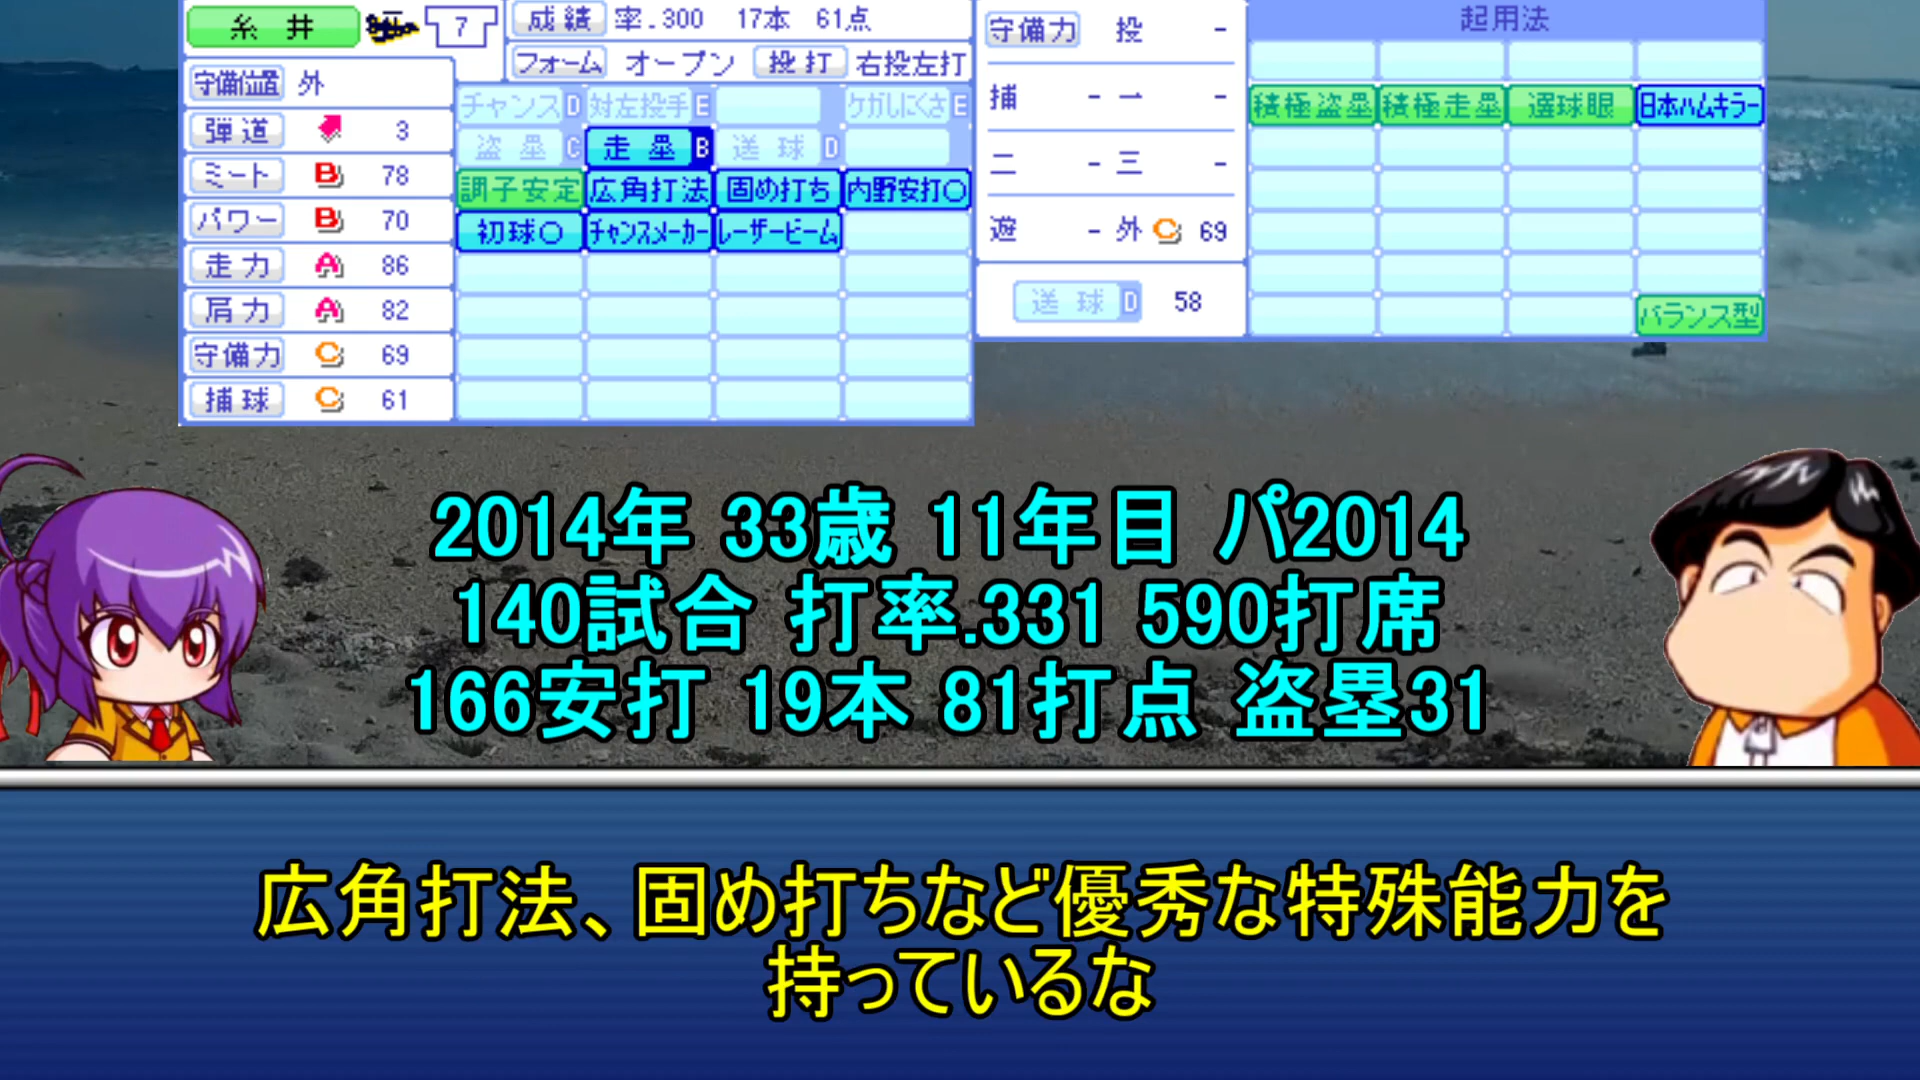 糸井
7
成績 率.300 17本 61点
フォーム オープン 投打 右投左打
守備位置 外
弾道 3
ミート B 78
パワー B 70
走力 A 86
肩力 A 82
守備力 C 69
捕球 C 61
チャンスD 対左投手E ケガしにくさE
盗塁C 走塁B 送球D
調子安定 広角打法 固め打ち 内野安打○
初球○ チャンスメーカー レーザービーム
守備力 投 -
捕 - 一 -
二 - 三 -
遊 - 外 C 69
送球D 58
起用法
積極盗塁 積極走塁 選球眼 日本ハムキラー
バランス型
2014年 33歳 11年目 パ2014
140試合 打率.331 590打席
166安打 19本 81打点 盗塁31
広角打法、固め打ちなど優秀な特殊能力を
持っているな